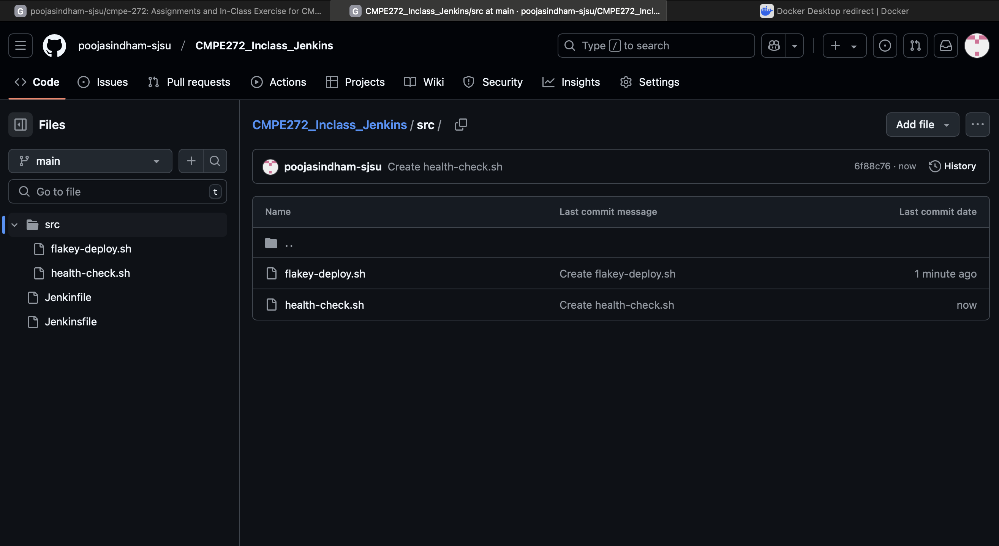 G poojasindham-sjsu/cmpe-272: Assignments and In-Class Exercise for CM...
G CMPE272_Inclass_Jenkins/src at main · poojasindham-sjsu/CMPE272_Incl...
Docker Desktop redirect | Docker
poojasindham-sjsu / CMPE272_Inclass_Jenkins
Type / to search
Code Issues Pull requests Actions Projects Wiki Security Insights Settings
Files
CMPE272_Inclass_Jenkins / src /
Add file
main
poojasindham-sjsu Create health-check.sh
6f88c76 · now
History
Go to file t
Name Last commit message Last commit date
src
..
flakey-deploy.sh
health-check.sh
Jenkinfile
Jenkinsfile
flakey-deploy.sh Create flakey-deploy.sh 1 minute ago
health-check.sh Create health-check.sh now